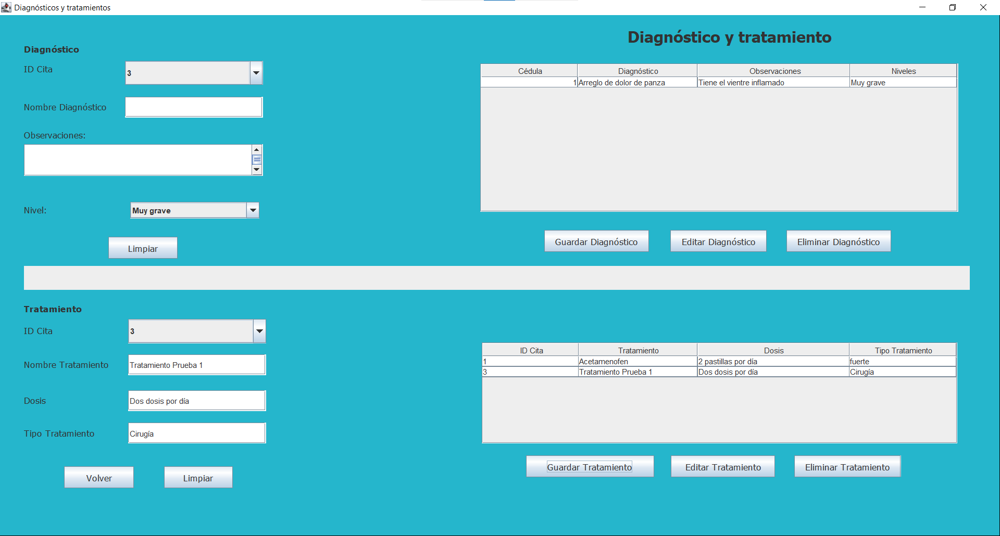 Diagnósticos y tratamientos
Diagnóstico y tratamiento
Diagnóstico
ID Cita
3
Nombre Diagnóstico
Observaciones:
Nivel:
Muy grave
Limpiar
Cédula Diagnóstico Observaciones Niveles
1 Arreglo de dolor de panza Tiene el vientre inflamado Muy grave
Guardar Diagnóstico Editar Diagnóstico Eliminar Diagnóstico
Tratamiento
ID Cita
3
Nombre Tratamiento
Tratamiento Prueba 1
Dosis
Dos dosis por día
Tipo Tratamiento
Cirugía
Volver Limpiar
ID Cita Tratamiento Dosis Tipo Tratamiento
1 Acetamenofen 2 pastillas por día fuerte
3 Tratamiento Prueba 1 Dos dosis por día Cirugía
Guardar Tratamiento Editar Tratamiento Eliminar Tratamiento